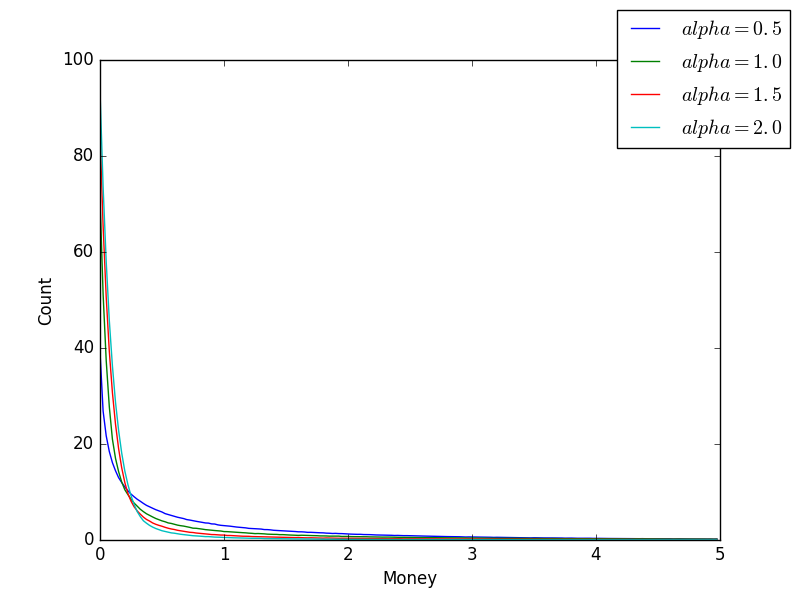 alpha = 0.5
alpha = 1.0
alpha = 1.5
alpha = 2.0
100
80
60
40
20
0
Count
0 1 2 3 4 5
Money